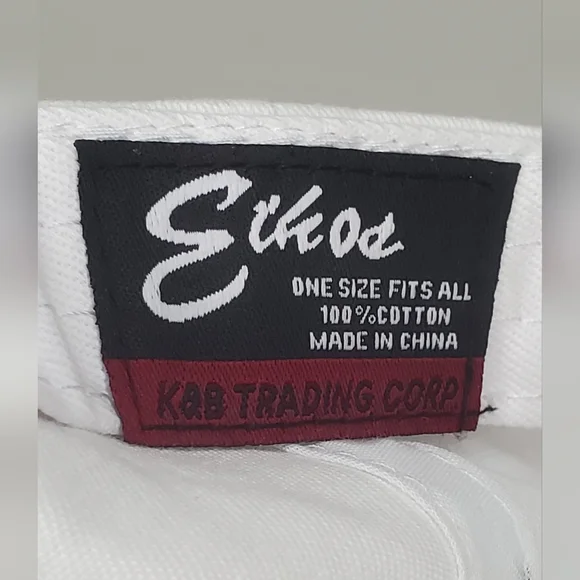 Eikos
ONE SIZE FITS ALL
100%COTTON
MADE IN CHINA
K&B TRADING CORP